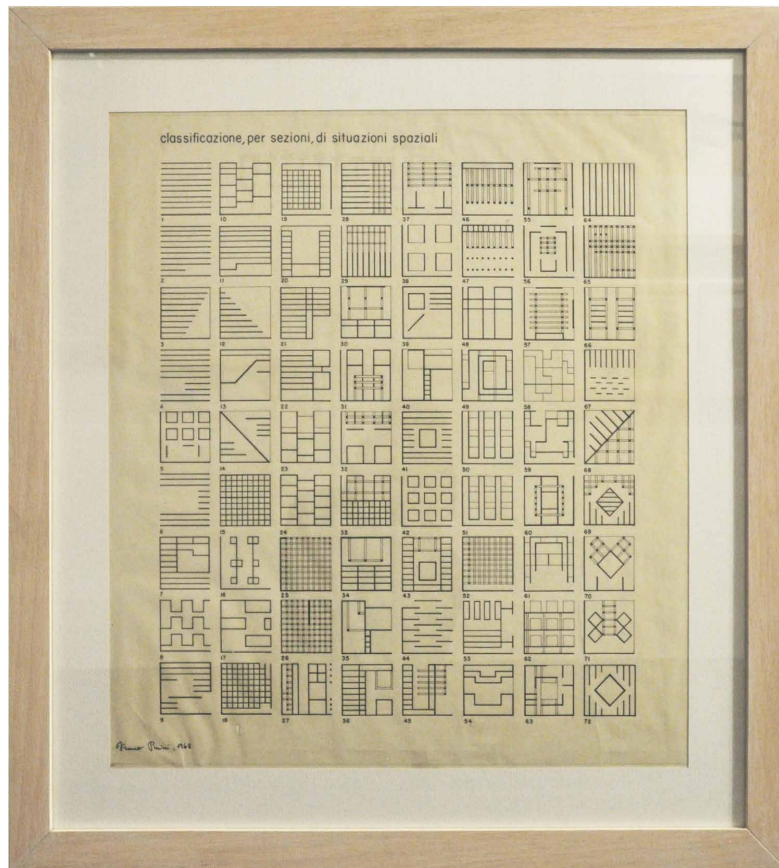 classificazione, per sezioni, di situazioni spaziali
1 10 19 28 37 46 55 64
2 11 20 29 38 47 56 65
3 12 21 30 39 48 57 66
4 13 22 31 40 49 58 67
5 14 23 32 41 50 59 68
6 15 24 33 42 51 60 69
7 16 25 34 43 52 61 70
8 17 26 35 44 53 62 71
9 18 27 36 45 54 63 72
Franco Purini, 1968